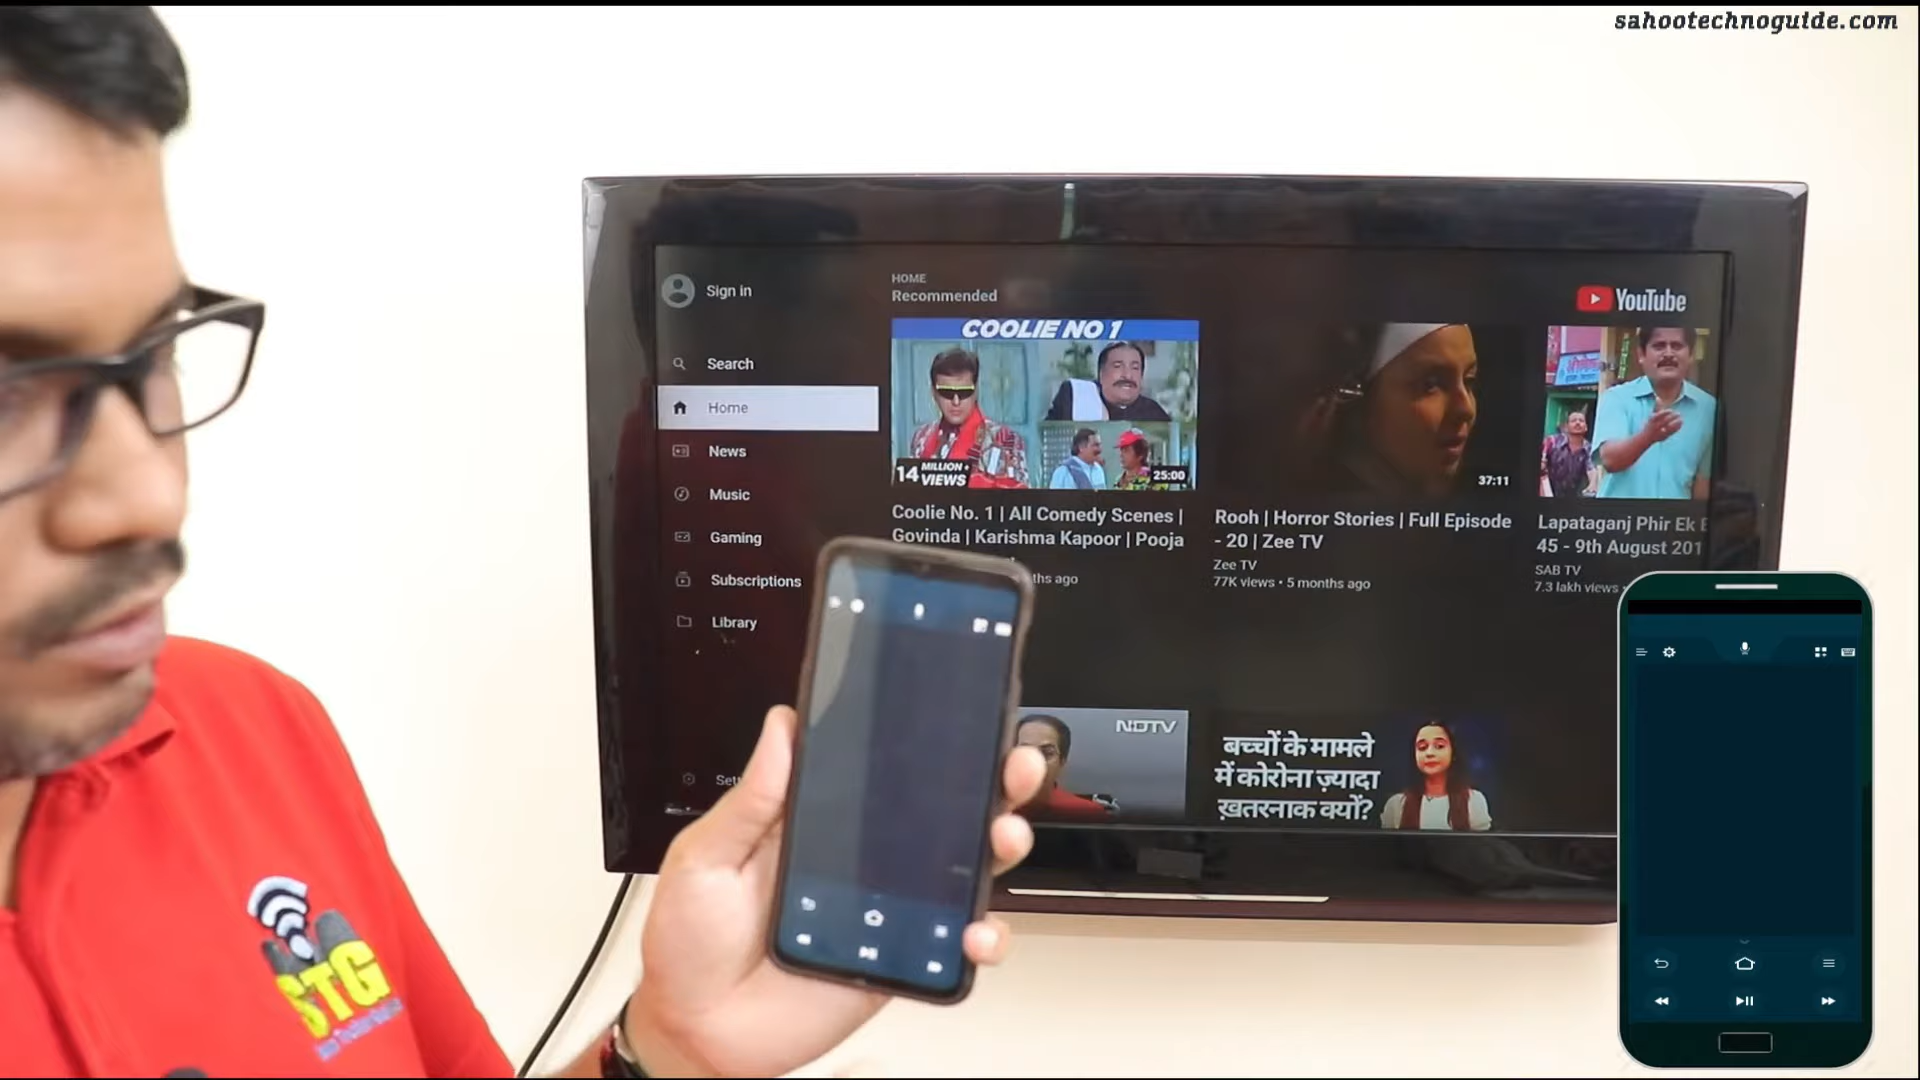 sahootechnoguide.com
Sign in
Search
Home
News
Music
Gaming
Subscriptions
Library
HOME
Recommended
YouTube
COOLIE NO 1
14 MILLION+
VIEWS
25:00
Coolie No. 1 | All Comedy Scenes |
Govinda | Karishma Kapoor | Pooja
ths ago
37:11
Rooh | Horror Stories | Full Episode
- 20 | Zee TV
Zee TV
77K views • 5 months ago
Lapataganj Phir Ek
45 - 9th August 201
SAB TV
7.3 lakh views
NDTV
बच्चों के मामले
में कोरोना ज़्यादा
ख़तरनाक क्यों?
STG